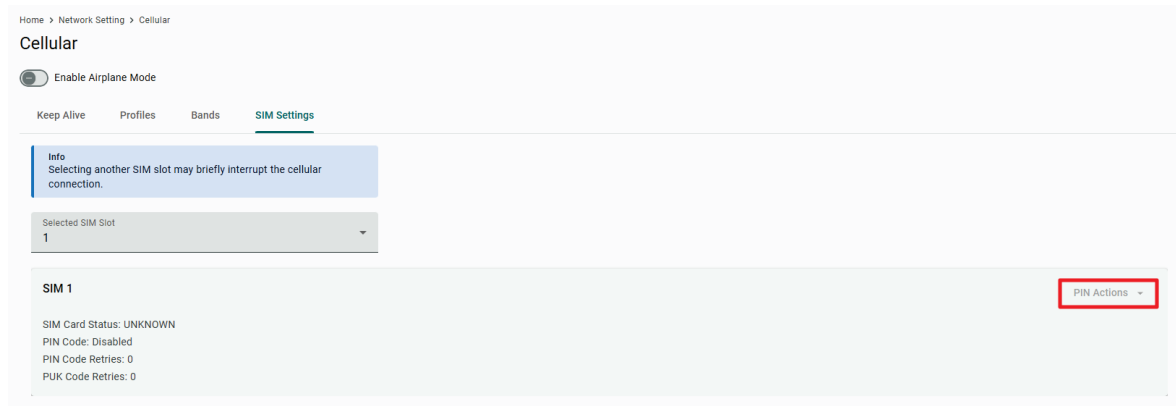 Home > Network Setting > Cellular
Cellular
Enable Airplane Mode
Keep Alive Profiles Bands SIM Settings
Info
Selecting another SIM slot may briefly interrupt the cellular
connection.
Selected SIM Slot
1
SIM 1
PIN Actions
SIM Card Status: UNKNOWN
PIN Code: Disabled
PIN Code Retries: 0
PUK Code Retries: 0